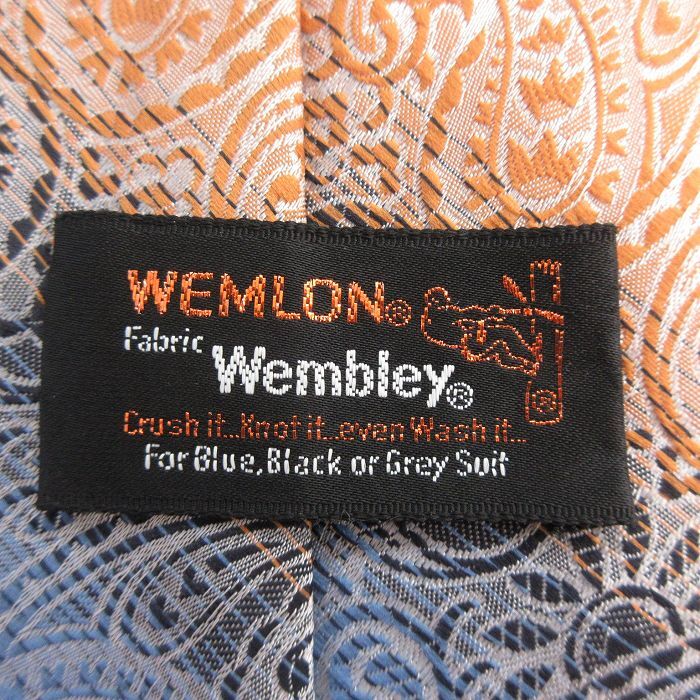 WEMLON®
Fabric Wembley®
Crush it...Knot it...even Wash it...
For Blue, Black or Grey Suit